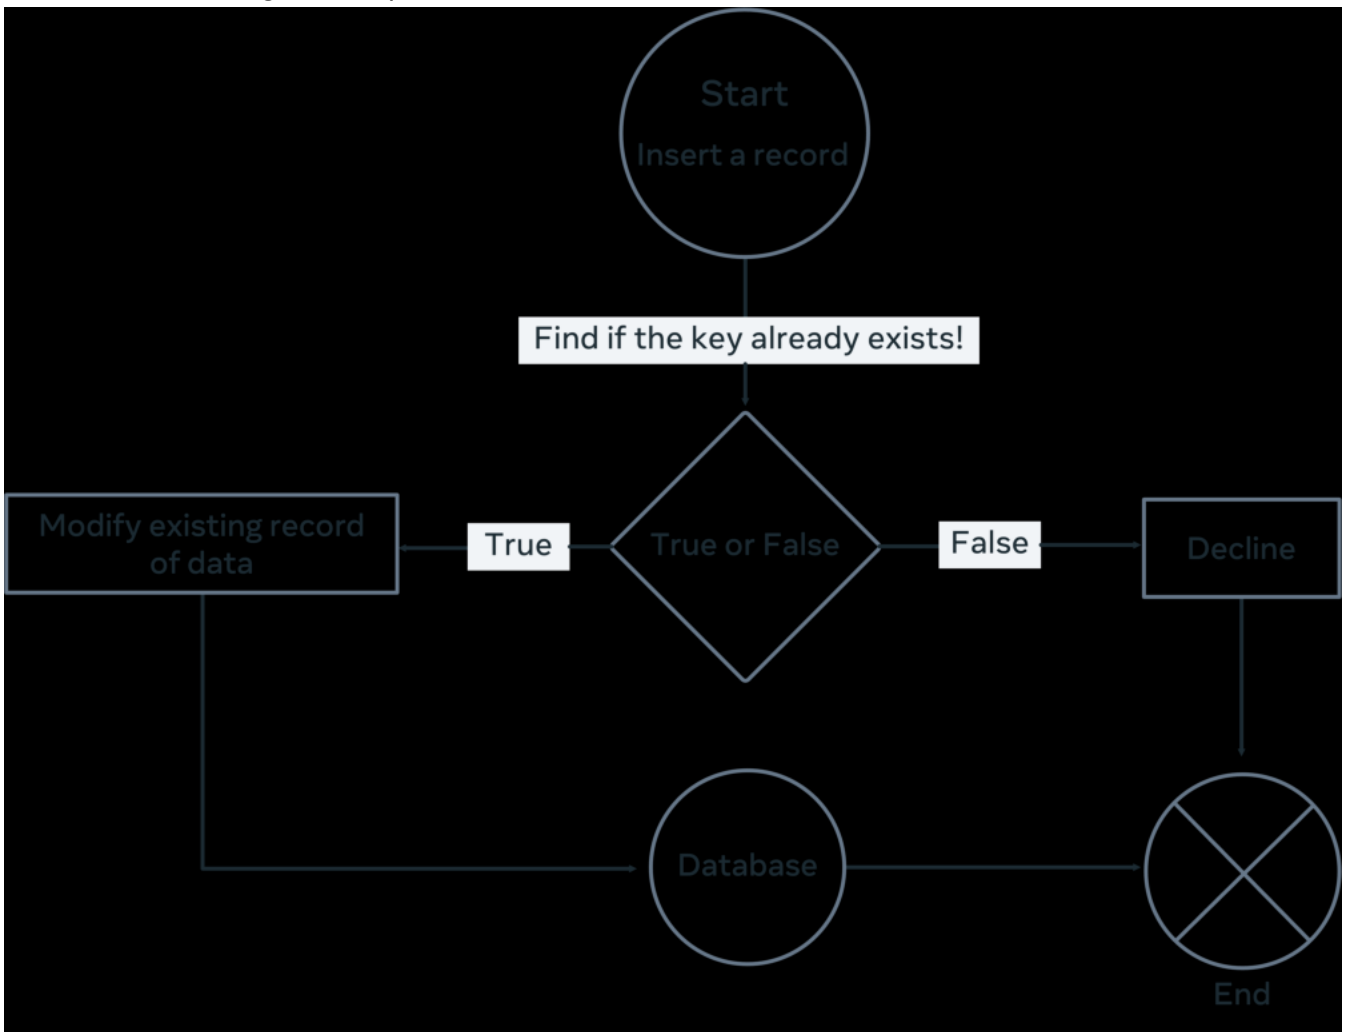 Start
Insert a record
Find if the key already exists!
Modify existing record
of data
True
True or False
False
Decline
Database
End